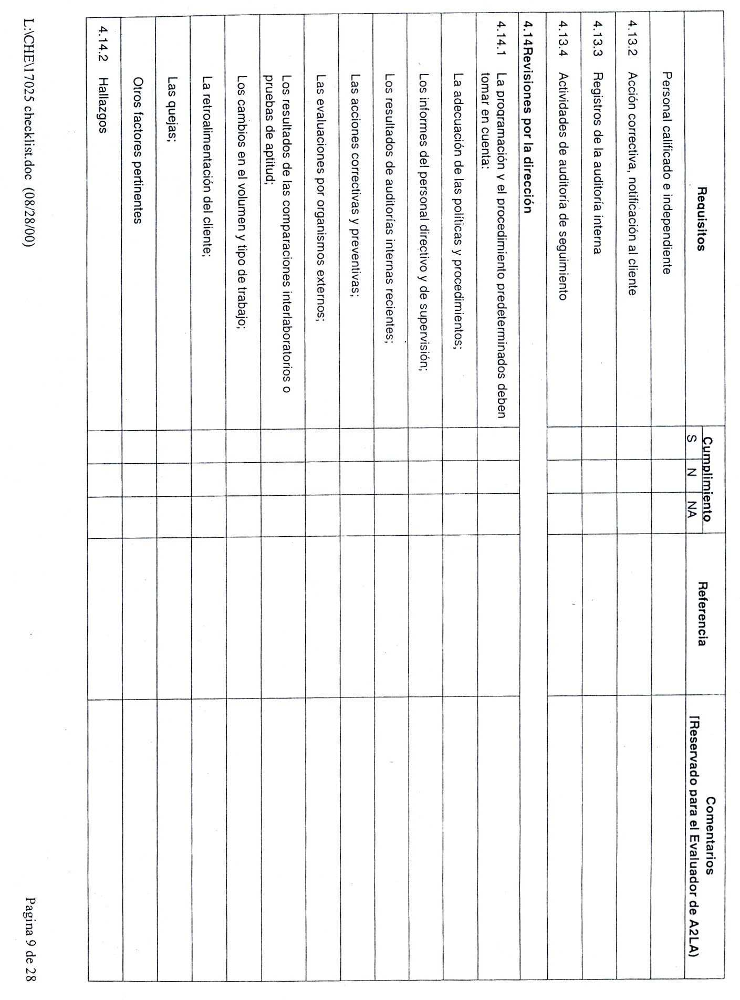 Requisitos
Cumplimiento
S N NA
Referencia
Comentarios
(Reservado para el Evaluador de A2LA)
Personal calificado e independiente
4.13.2 Acción correctiva, notificación al cliente
4.13.3 Registros de la auditoría interna
4.13.4 Actividades de auditoría de seguimiento
4.14Revisiones por la dirección
4.14.1 La programación y el procedimiento predeterminados deben
tomar en cuenta:
La adecuación de las políticas y procedimientos;
Los informes del personal directivo y de supervisión;
Los resultados de auditorías internas recientes;
Las acciones correctivas y preventivas;
Las evaluaciones por organismos externos;
Los resultados de las comparaciones interlaboratorios o
pruebas de aptitud;
Los cambios en el volumen y tipo de trabajo;
La retroalimentación del cliente;
Las quejas;
Otros factores pertinentes
4.14.2 Hallazgos
L:\CHE\17025 checklist.doc (08/28/00)
Pagina 9 de 28